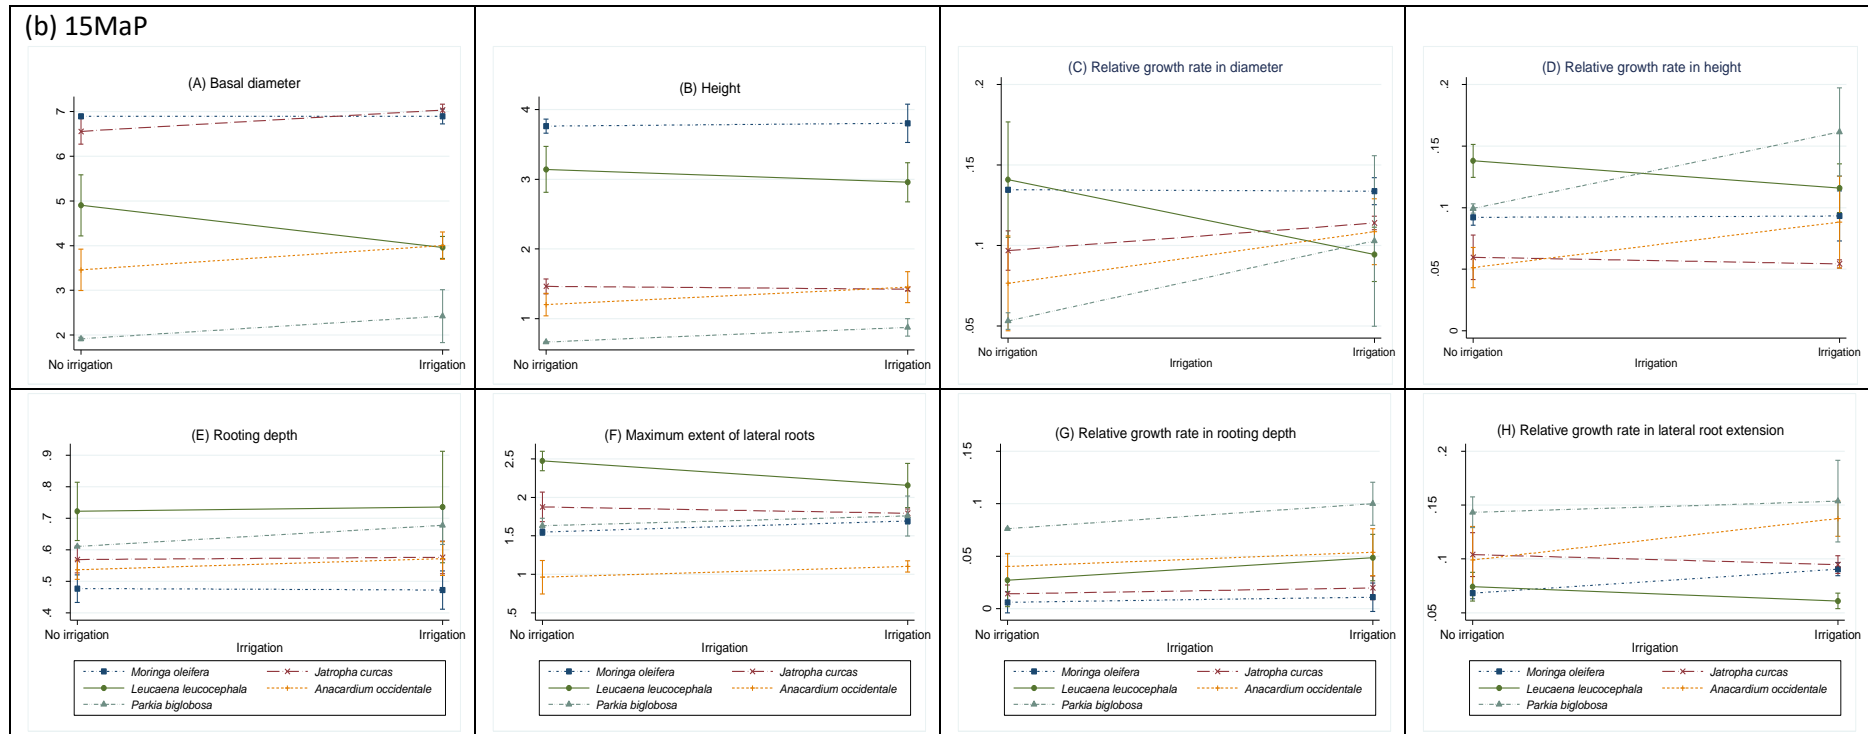 (b) 15MaP
(A) Basal diameter
7
6
5
4
3
2
No irrigation
Irrigation
(B) Height
4
3
2
1
No irrigation
Irrigation
(C) Relative growth rate in diameter
.2
.15
.1
.05
No irrigation
Irrigation
Irrigation
(D) Relative growth rate in height
.2
.15
.1
.05
0
No irrigation
Irrigation
Irrigation
(E) Rooting depth
.9
.8
.7
.6
.5
.4
No irrigation
Irrigation
Irrigation
Moringa oleifera
Jatropha curcas
Leucaena leucocephala
Anacardium occidentale
Parkia biglobosa
(F) Maximum extent of lateral roots
2.5
2
1.5
1
.5
No irrigation
Irrigation
Irrigation
Moringa oleifera
Jatropha curcas
Leucaena leucocephala
Anacardium occidentale
Parkia biglobosa
(G) Relative growth rate in rooting depth
.15
.1
.05
0
No irrigation
Irrigation
Irrigation
Moringa oleifera
Jatropha curcas
Leucaena leucocephala
Anacardium occidentale
Parkia biglobosa
(H) Relative growth rate in lateral root extension
.2
.15
.1
.05
No irrigation
Irrigation
Irrigation
Moringa oleifera
Jatropha curcas
Leucaena leucocephala
Anacardium occidentale
Parkia biglobosa